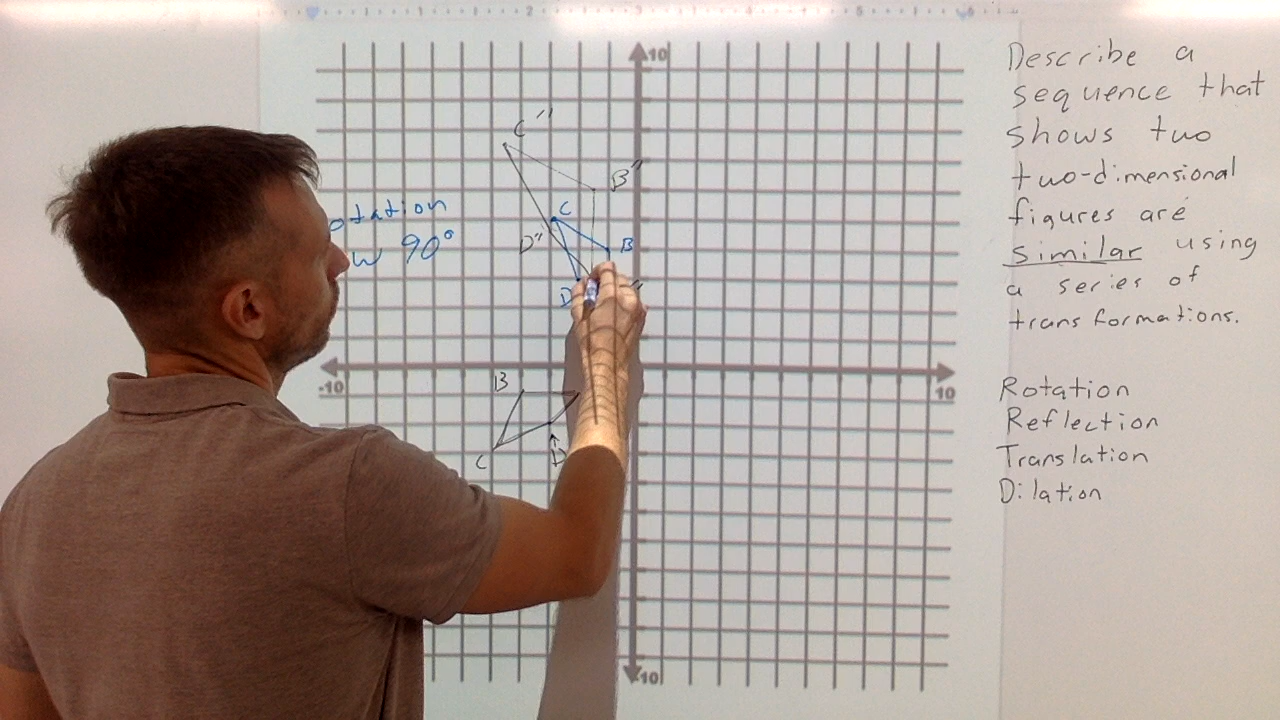 10
C''
B''
otation
C
w 90°
D''
B
D
-10
10
B
C
D
10
Describe a
sequence that
shows two
two-dimensional
figures are
similar using
a series of
transformations.
Rotation
Reflection
Translation
Dilation